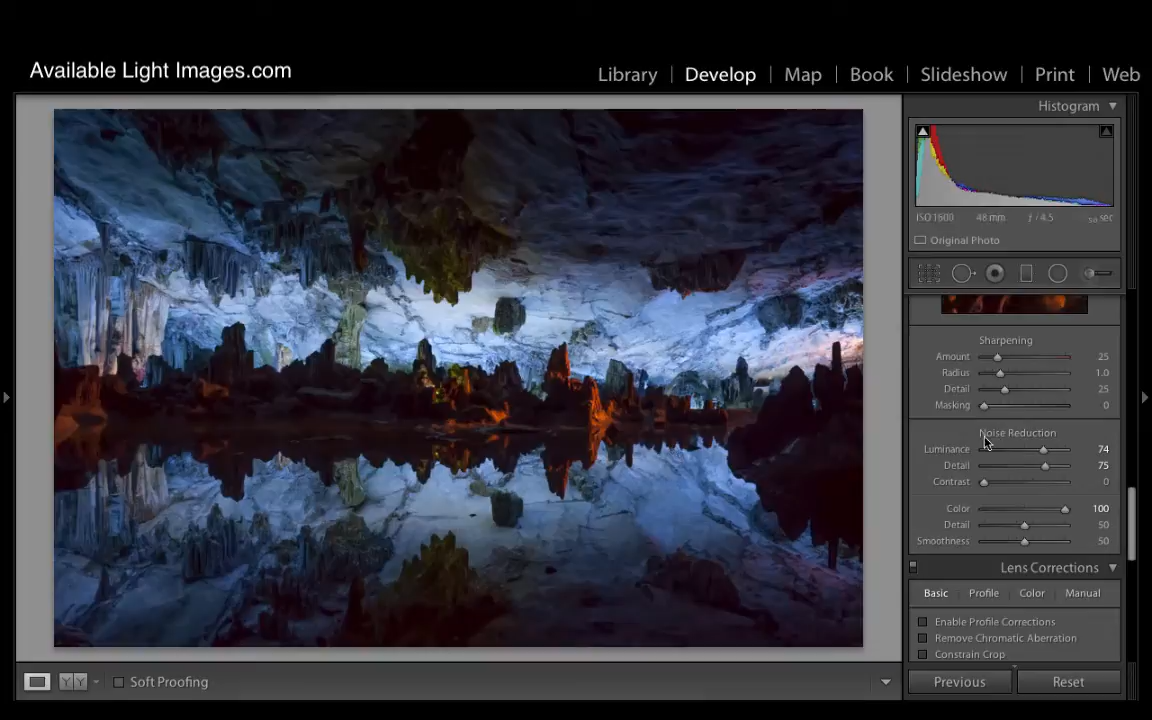 Available Light Images.com
Library | Develop | Map | Book | Slideshow | Print | Web
Histogram
ISO 1600 48 mm ƒ / 4.5 sec
Original Photo
Sharpening
Amount 25
Radius 1.0
Detail 25
Masking 0
Noise Reduction
Luminance 74
Detail 75
Contrast 0
Color 100
Detail 50
Smoothness 50
Lens Corrections
Basic Profile Color Manual
Enable Profile Corrections
Remove Chromatic Aberration
Constrain Crop
Previous Reset
YY Soft Proofing